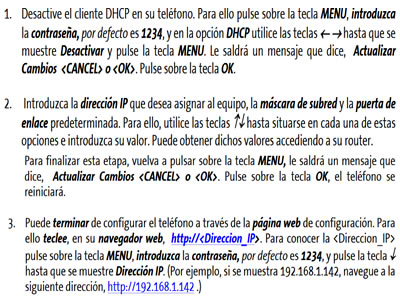 1. Desactive el cliente DHCP en su teléfono. Para ello pulse sobre la tecla MENU, introduzca
la contraseña, por defecto es 1234, y en la opción DHCP utilice las teclas ←→ hasta que se
muestre Desactivar y pulse la tecla MENU. Le saldrá un mensaje que dice, Actualizar
Cambios <CANCEL> o <OK>. Pulse sobre la tecla OK.
2. Introduzca la dirección IP que desea asignar al equipo, la máscara de subred y la puerta de
enlace predeterminada. Para ello, utilice las teclas ↑↓ hasta situarse en cada una de estas
opciones e introduzca su valor. Puede obtener dichos valores accediendo a su router.
Para finalizar esta etapa, vuelva a pulsar sobre la tecla MENU, le saldrá un mensaje que
dice, Actualizar Cambios <CANCEL> o <OK>. Pulse sobre la tecla OK, el teléfono se
reiniciará.
3. Puede terminar de configurar el teléfono a través de la página web de configuración. Para
ello teclee, en su navegador web, http://<Direccion_IP>. Para conocer la <Direccion_IP>
pulse sobre la tecla MENU, introduzca la contraseña, por defecto es 1234, y pulse la tecla ↓
hasta que se muestre Dirección IP. (Por ejemplo, si se muestra 192.168.1.142, navegue a la
siguiente dirección, http://192.168.1.142 .)